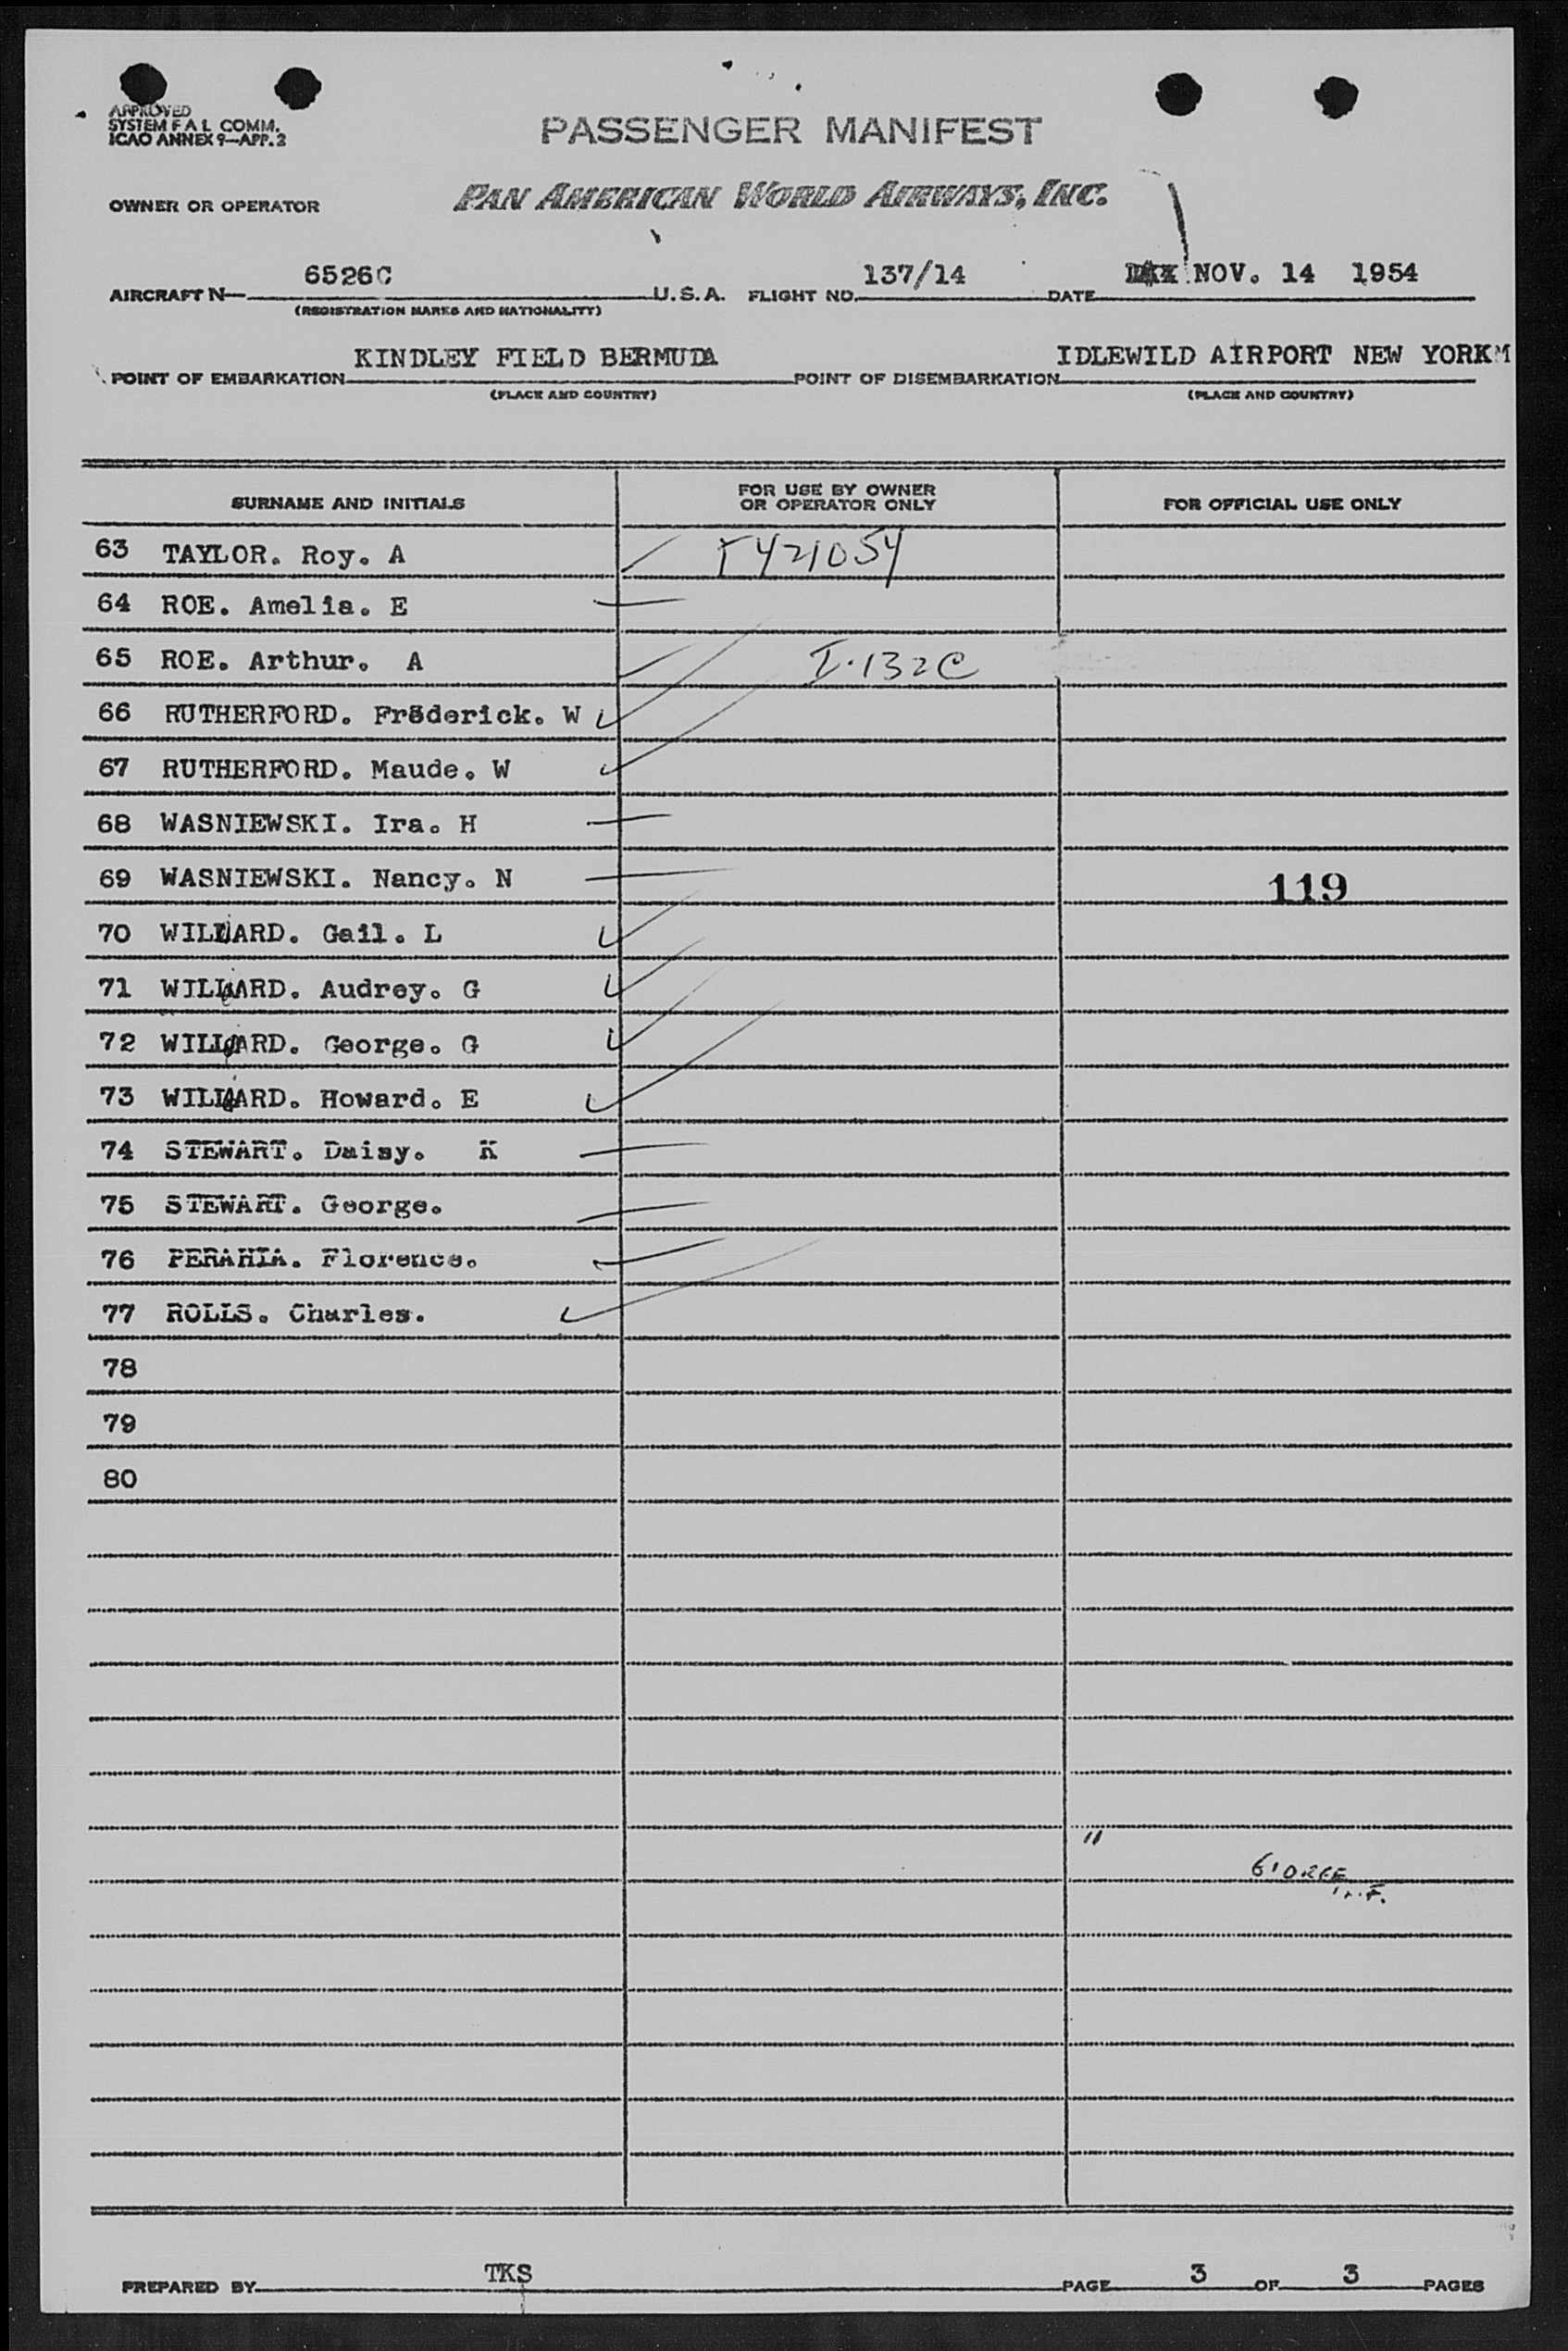 APPROVED
SYSTEM F A L COMM.
ICAO ANNEX 9—APP. 2
PASSENGER MANIFEST
OWNER OR OPERATOR PAN AMERICAN WORLD AIRWAYS, INC.
AIRCRAFT N— 6526C U.S.A. FLIGHT NO. 137/14 DATE NOV. 14 1954
(REGISTRATION MARKS AND NATIONALITY)
POINT OF EMBARKATION KINDLEY FIELD BERMUDA POINT OF DISEMBARKATION IDLEWILD AIRPORT NEW YORK
(PLACE AND COUNTRY) (PLACE AND COUNTRY)
SURNAME AND INITIALS FOR USE BY OWNER OR OPERATOR ONLY FOR OFFICIAL USE ONLY
63 TAYLOR. Roy. A T421054
64 ROE. Amelia. E
65 ROE. Arthur. A I-132C
66 RUTHERFORD. Frederick. W
67 RUTHERFORD. Maude. W
68 WASNIEWSKI. Ira. H
69 WASNIEWSKI. Nancy. N 119
70 WILLARD. Gail. L
71 WILLARD. Audrey. G
72 WILLARD. George. G
73 WILLARD. Howard. E
74 STEWART. Daisy. K
75 STEWART. George.
76 PERAHIA. Florence.
77 ROLLS. Charles.
78
79
80
"
PREPARED BY TKS PAGE 3 OF 3 PAGES